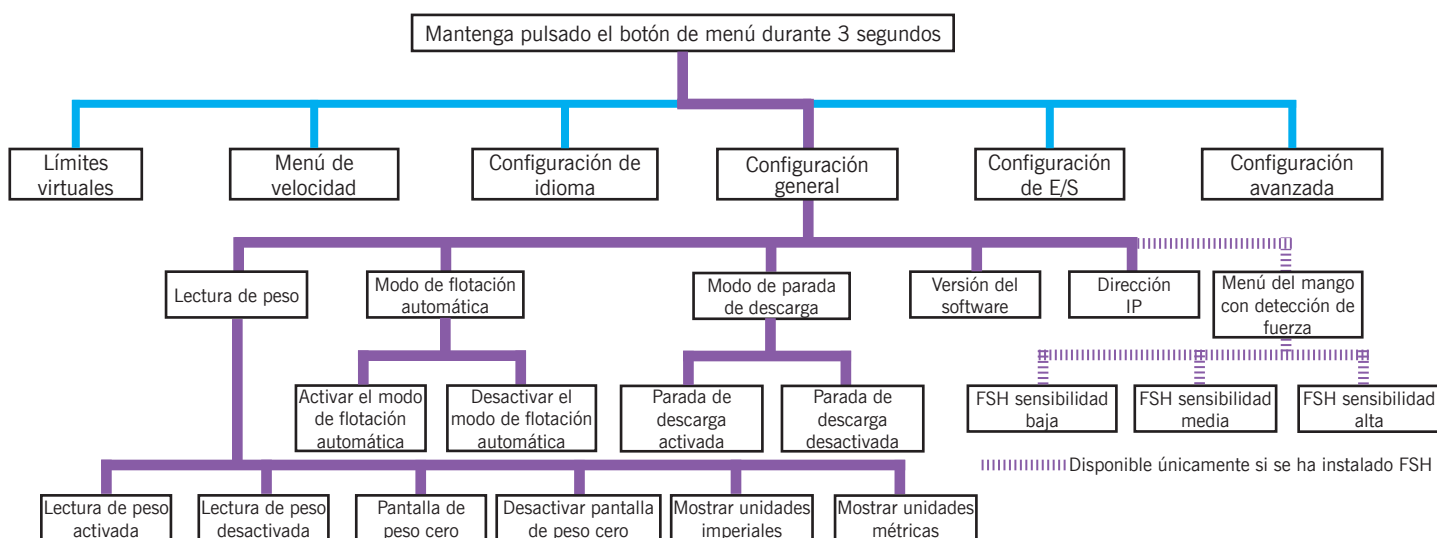 Mantenga pulsado el botón de menú durante 3 segundos
Límites
virtuales
Menú de
velocidad
Configuración de
idioma
Configuración
general
Configuración
de E/S
Configuración
avanzada
Lectura de peso
Modo de flotación
automática
Modo de parada
de descarga
Versión del
software
Dirección
IP
Menú del mango
con detección de
fuerza
Activar el modo
de flotación
automática
Desactivar el
modo de flotación
automática
Parada de
descarga
activada
Parada de
descarga
desactivada
FSH sensibilidad
baja
FSH sensibilidad
media
FSH sensibilidad
alta
Disponible únicamente si se ha instalado FSH
Lectura de peso
activada
Lectura de peso
desactivada
Pantalla de
peso cero
Desactivar pantalla
de peso cero
Mostrar unidades
imperiales
Mostrar unidades
métricas